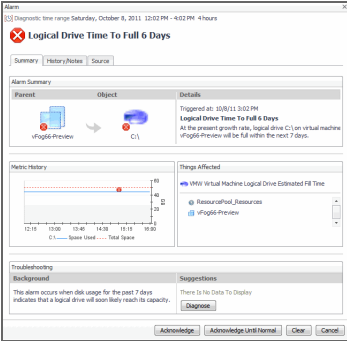 Alarm
Diagnostic time range Saturday, October 8, 2011 12:02 PM - 4:02 PM 4 hours
Logical Drive Time To Full 6 Days
Summary History/Notes Source
Alarm Summary
Parent Object Details
vFog66-Preview
C:\
Triggered at: 10/8/11 3:02 PM
Logical Drive Time To Full 6 Days
At the present growth rate, logical drive C:\ on virtual machine
vFog66-Preview will be full within the next 7 days.
Metric History
60
40
20
0
GB
12:15 13:00 13:45 14:30 15:15 16:00
C:\ Space Used Total Space
Things Affected
VMW Virtual Machine Logical Drive Estimated Fill Time
ResourcePool_Resources
vFog66-Preview
Troubleshooting
Background
This alarm occurs when disk usage for the past 7 days
indicates that a logical drive will soon likely reach its capacity.
Suggestions
There Is No Data To Display
Diagnose
Acknowledge Acknowledge Until Normal Clear Cancel